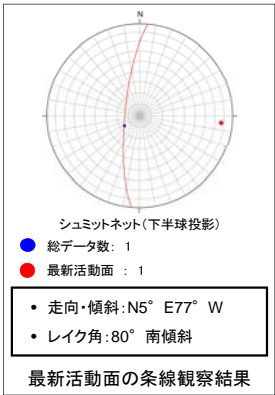 N
シュミットネット(下半球投影)
総データ数: 1
最新活動面 : 1
• 走向・傾斜:N5° E77° W
• レイク角:80° 南傾斜
最新活動面の条線観察結果